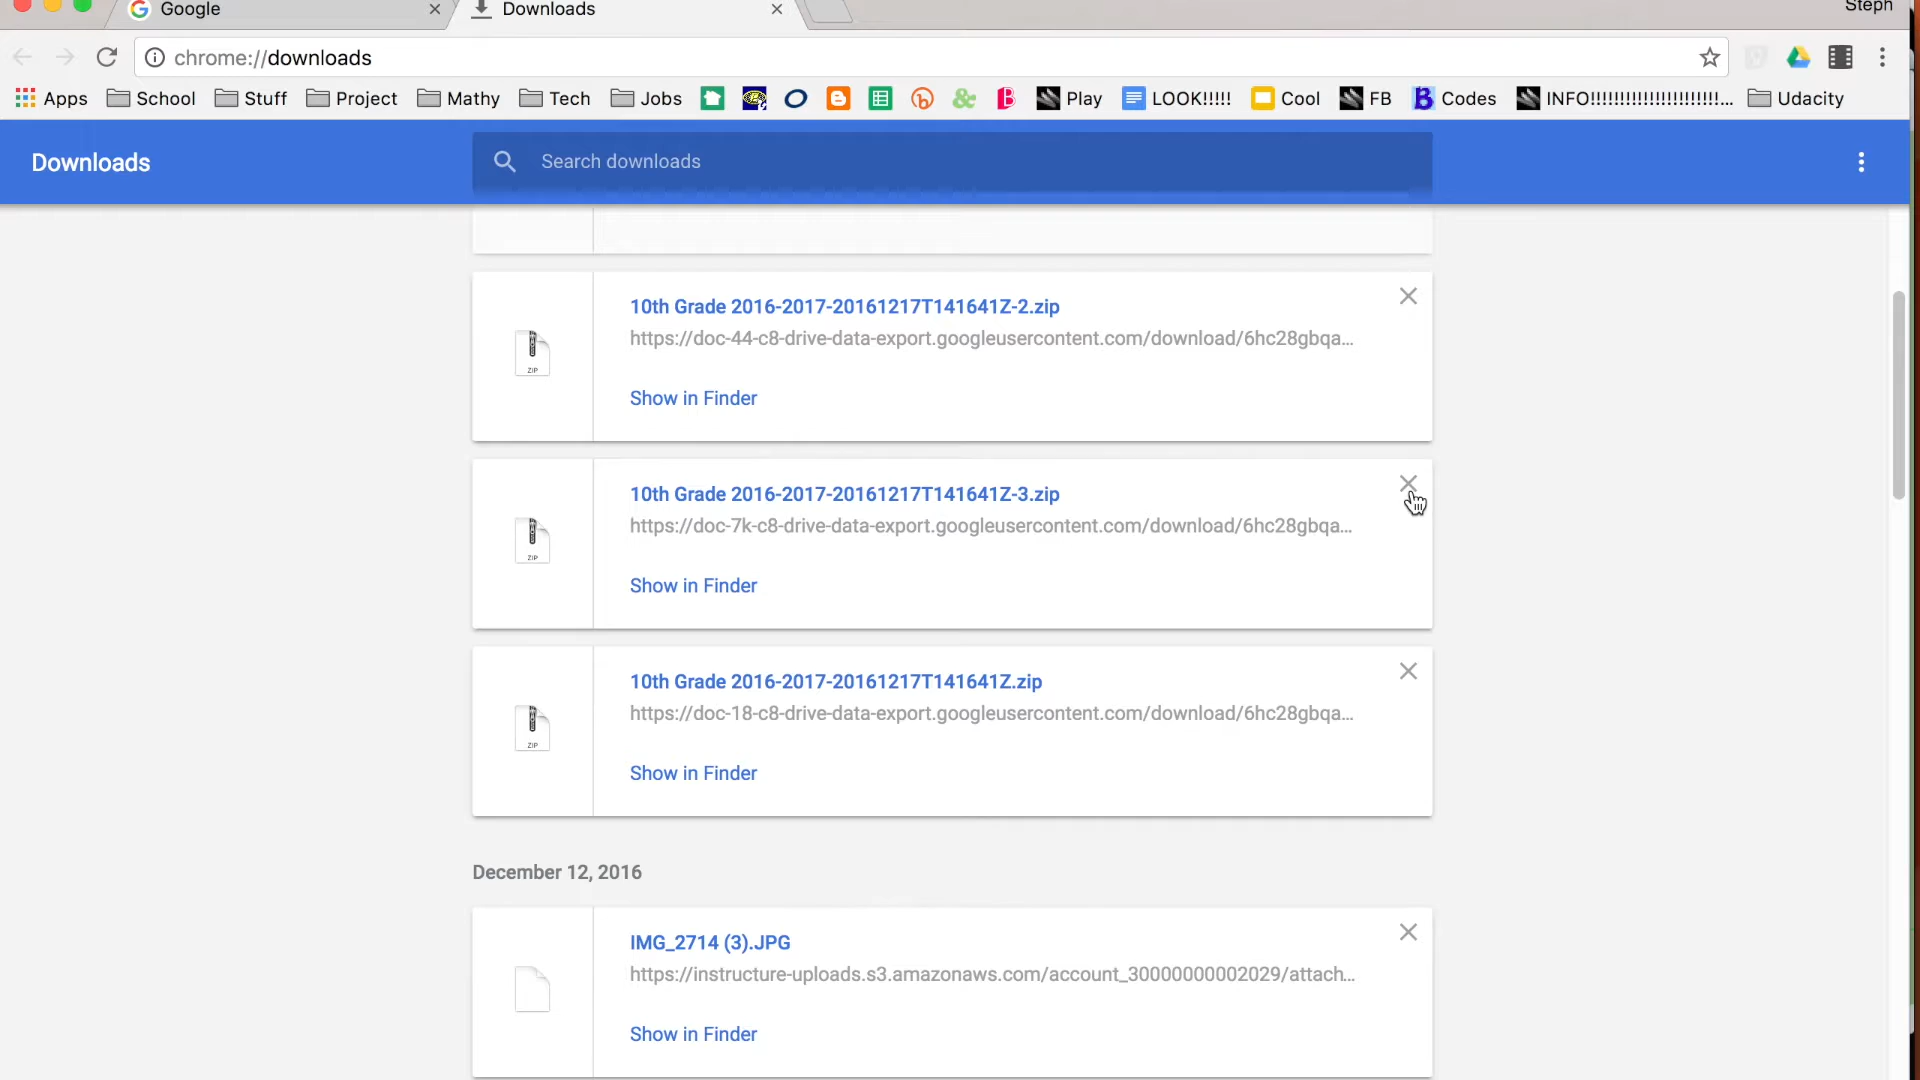 Google
Downloads
Steph
chrome://downloads
Apps School Stuff Project Mathy Tech Jobs Play LOOK!!!!! Cool FB Codes INFO!!!!!!!!!!!!!!!!!!!!!!... Udacity
Downloads
Search downloads
10th Grade 2016-2017-20161217T141641Z-2.zip
https://doc-44-c8-drive-data-export.googleusercontent.com/download/6hc28gbqa...
ZIP
Show in Finder
10th Grade 2016-2017-20161217T141641Z-3.zip
https://doc-7k-c8-drive-data-export.googleusercontent.com/download/6hc28gbqa...
ZIP
Show in Finder
10th Grade 2016-2017-20161217T141641Z.zip
https://doc-18-c8-drive-data-export.googleusercontent.com/download/6hc28gbqa...
ZIP
Show in Finder
December 12, 2016
IMG_2714 (3).JPG
https://instructure-uploads.s3.amazonaws.com/account_30000000002029/attach...
Show in Finder